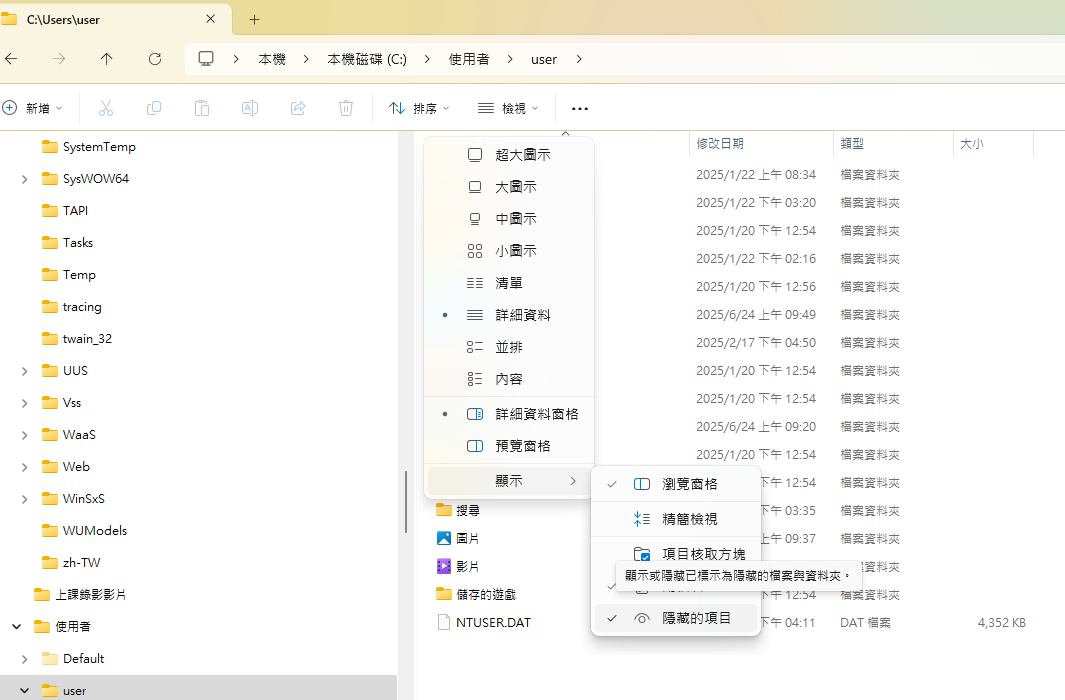 C:\Users\user
本機 本機磁碟 (C:) 使用者 user
新增 排序 檢視
SystemTemp
SysWOW64
TAPI
Tasks
Temp
tracing
twain_32
UUS
Vss
WaaS
Web
WinSxS
WUModels
zh-TW
上課錄影影片
使用者
Default
user
超大圖示
大圖示
中圖示
小圖示
清單
詳細資料
並排
內容
詳細資料窗格
預覽窗格
顯示
瀏覽窗格
精簡檢視
項目核取方塊
顯示或隱藏已標示為隱藏的檔案與資料夾。
隱藏的項目
修改日期 類型 大小
2025/1/22 上午 08:34 檔案資料夾
2025/1/22 下午 03:20 檔案資料夾
2025/1/20 下午 12:54 檔案資料夾
2025/1/22 下午 02:16 檔案資料夾
2025/1/20 下午 12:56 檔案資料夾
2025/6/24 上午 09:49 檔案資料夾
2025/2/17 下午 04:50 檔案資料夾
2025/1/20 下午 12:54 檔案資料夾
2025/1/20 下午 12:54 檔案資料夾
2025/6/24 上午 09:20 檔案資料夾
2025/1/20 下午 12:54 檔案資料夾
下午 12:54 檔案資料夾
搜尋 下午 03:35 檔案資料夾
圖片 上午 09:37 檔案資料夾
影片 資料夾
儲存的遊戲 下午 12:54 檔案資料夾
NTUSER.DAT 下午 04:11 DAT 檔案 4,352 KB